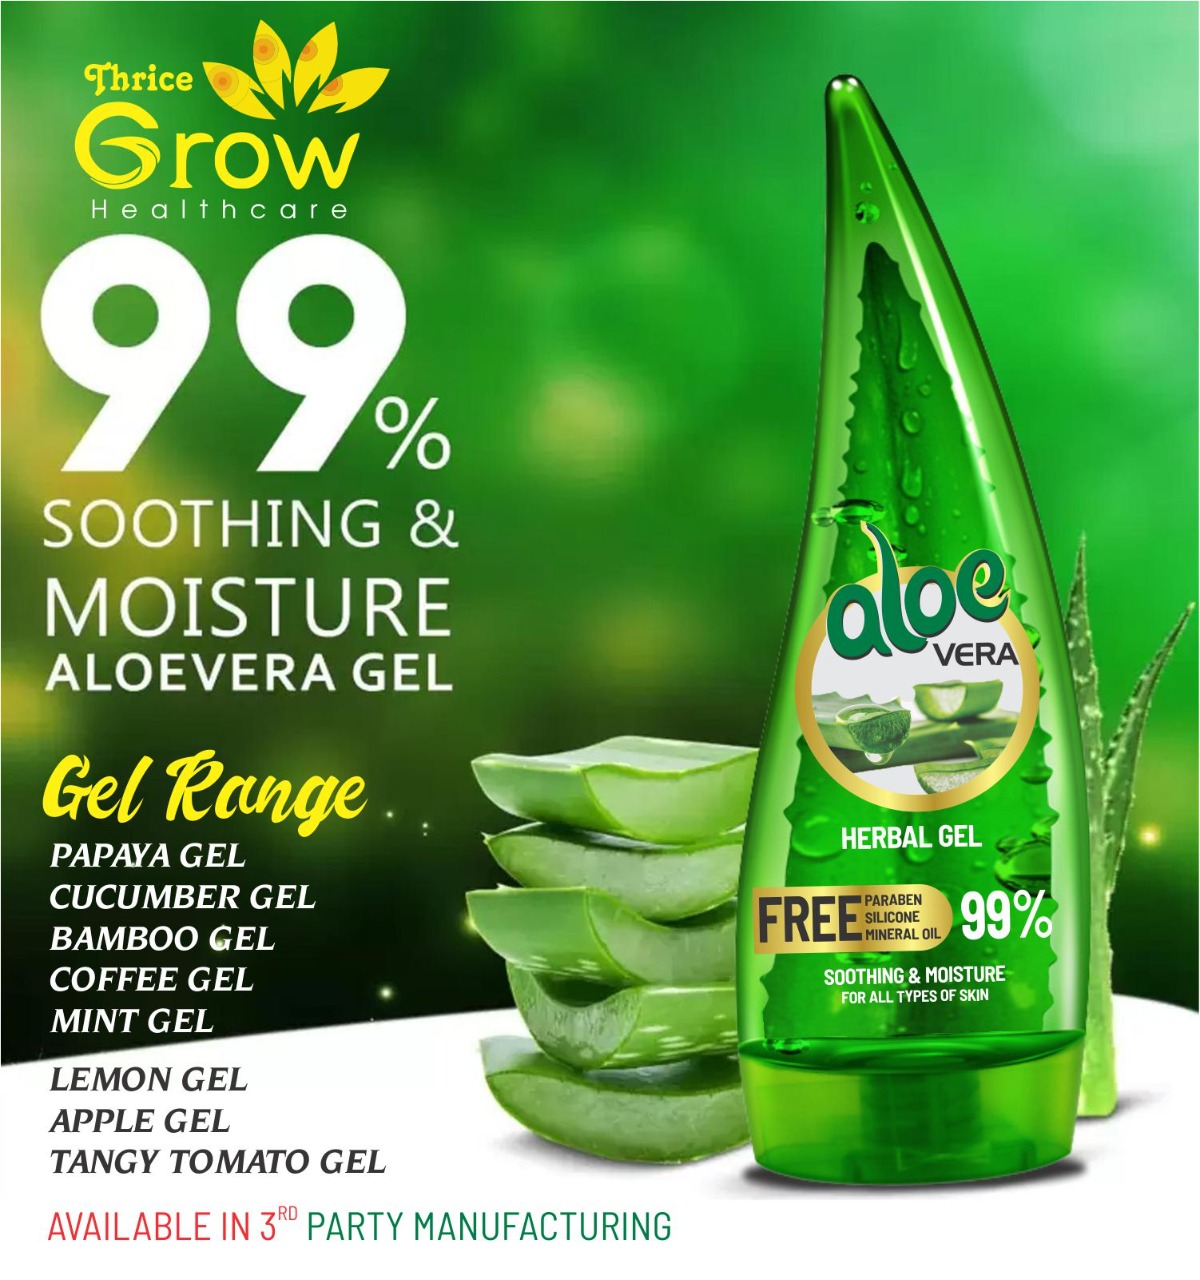 Thrice
Grow
Healthcare
99%
SOOTHING &
MOISTURE
ALOEVERA GEL
Gel Range
PAPAYA GEL
CUCUMBER GEL
BAMBOO GEL
COFFEE GEL
MINT GEL
LEMON GEL
APPLE GEL
TANGY TOMATO GEL
AVAILABLE IN 3RD PARTY MANUFACTURING
aloe
VERA
HERBAL GEL
FREE
PARABEN
SILICONE
MINERAL OIL
99%
SOOTHING & MOISTURE
FOR ALL TYPES OF SKIN